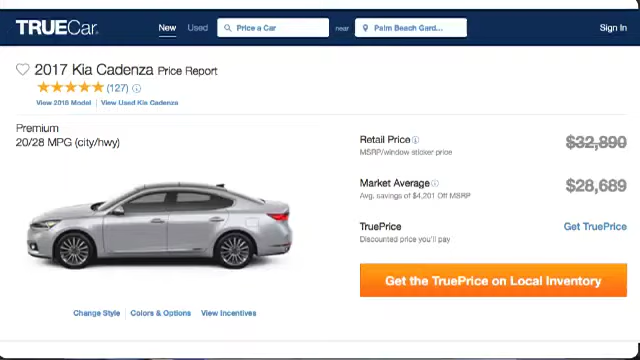 TRUECar.
New Used Price a Car near Palm Beach Gard... Sign In
2017 Kia Cadenza Price Report
(127)
View 2018 Model | View Used Kia Cadenza
Premium
20/28 MPG (city/hwy)
Retail Price
MSRP/window sticker price
$32,890
Market Average
Avg. savings of $4,201 Off MSRP
$28,689
TruePrice
Discounted price you'll pay
Get TruePrice
Get the TruePrice on Local Inventory
Change Style | Colors & Options | View Incentives